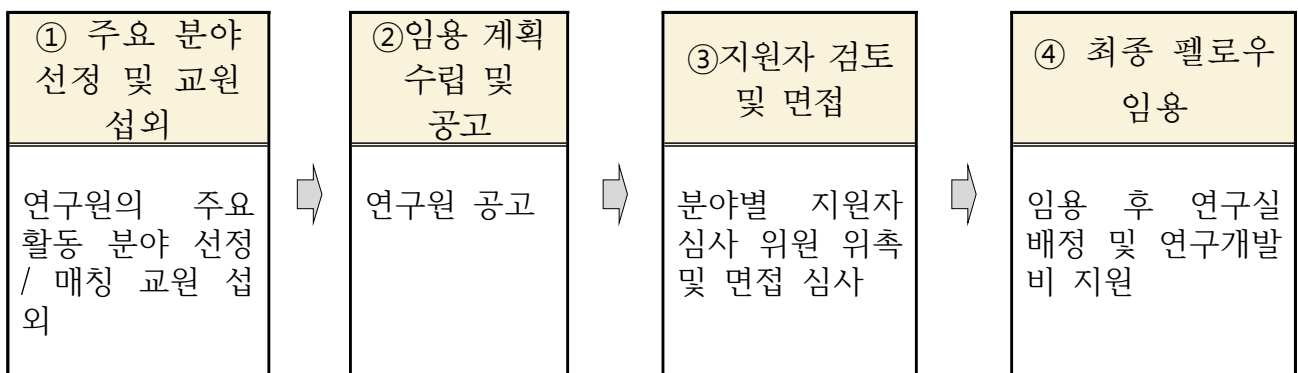 ① 주요 분야
선정 및 교원
섭외
연구원의 주요
활동 분야 선정
/ 매칭 교원 섭
외
②임용 계획
수립 및
공고
연구원 공고
③지원자 검토
및 면접
분야별 지원자
심사 위원 위촉
및 면접 심사
④ 최종 펠로우
임용
임용 후 연구실
배정 및 연구개발
비 지원